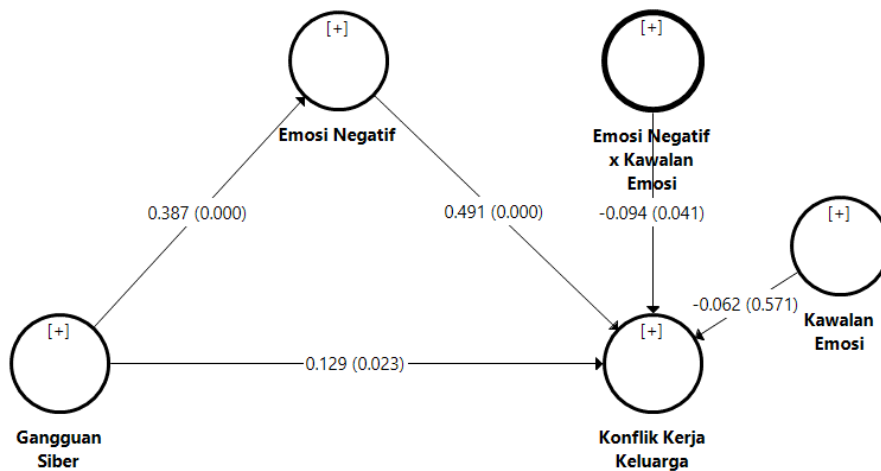 [+]
Emosi Negatif
[+]
Emosi Negatif
x Kawalan
Emosi
0.387 (0.000)
0.491 (0.000)
-0.094 (0.041)
[+]
Kawalan
Emosi
-0.062 (0.571)
[+]
Gangguan
Siber
0.129 (0.023)
[+]
Konflik Kerja
Keluarga